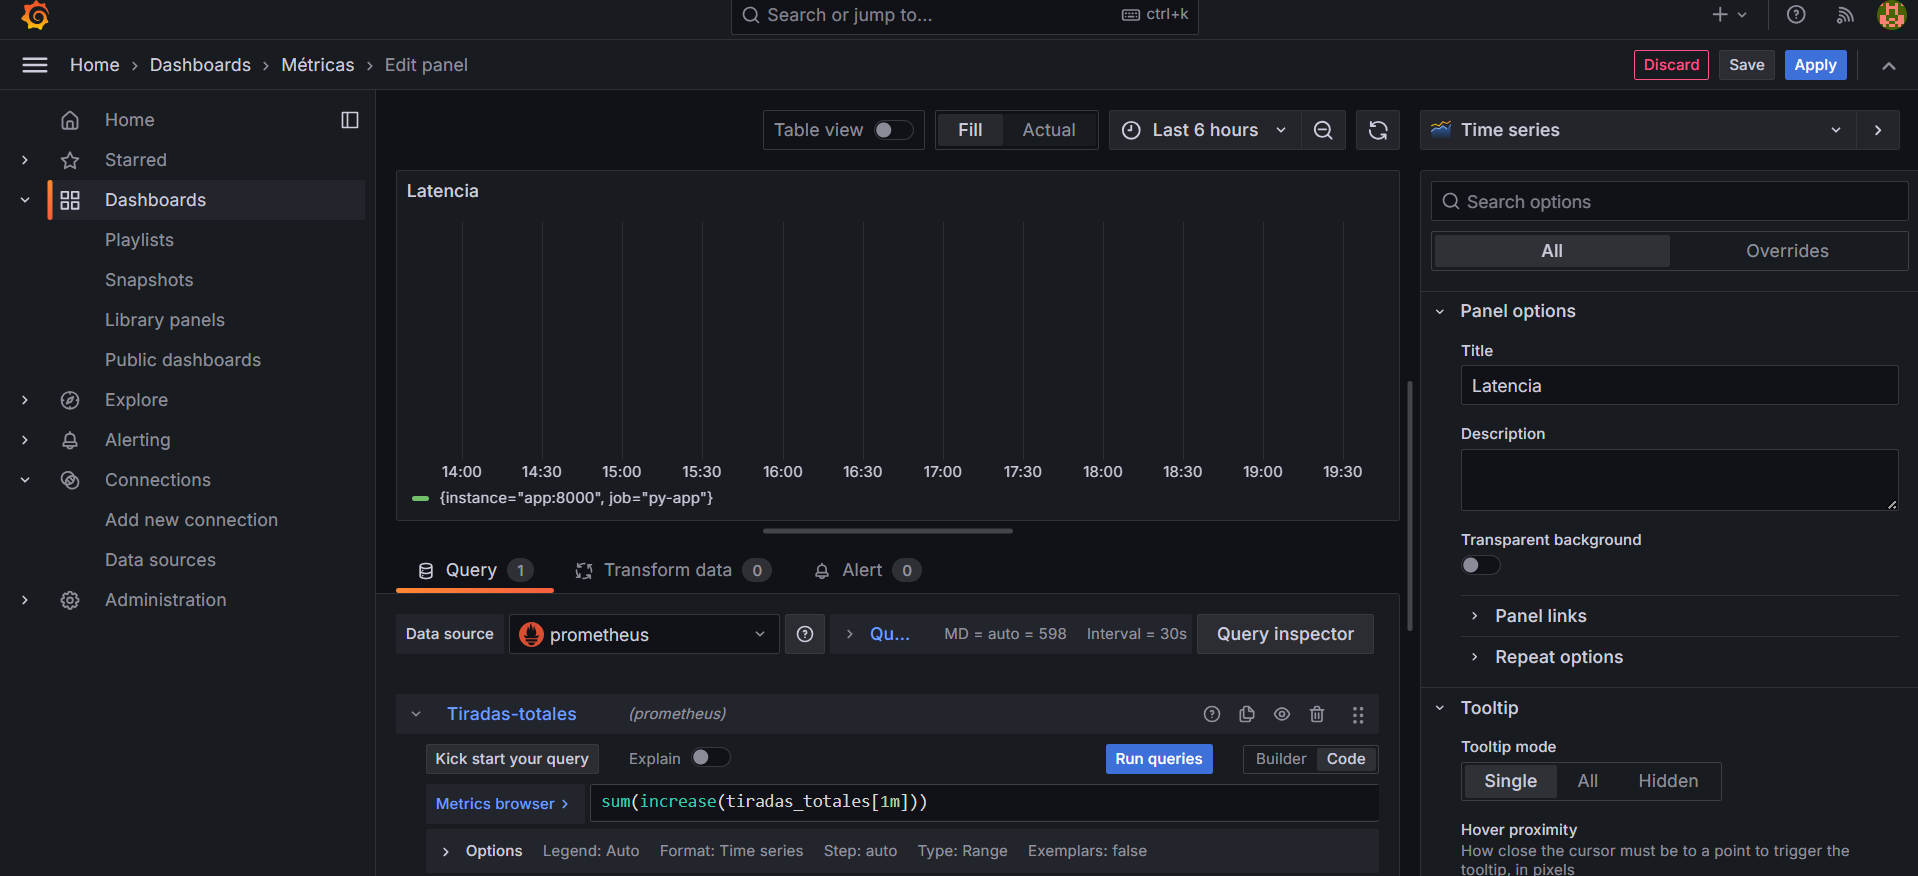 Search or jump to...
ctrl+k
Home
Dashboards
Métricas
Edit panel
Discard
Save
Apply
Home
Starred
Dashboards
Playlists
Snapshots
Library panels
Public dashboards
Explore
Alerting
Connections
Add new connection
Data sources
Administration
Table view
Fill
Actual
Last 6 hours
Latencia
14:00 14:30 15:00 15:30 16:00 16:30 17:00 17:30 18:00 18:30 19:00 19:30
{instance="app:8000", job="py-app"}
Query 1
Transform data 0
Alert 0
Data source
prometheus
Qu...
MD = auto = 598
Interval = 30s
Query inspector
Tiradas-totales
(prometheus)
Kick start your query
Explain
Run queries
Builder
Code
Metrics browser
sum(increase(tiradas_totales[1m]))
Options
Legend: Auto
Format: Time series
Step: auto
Type: Range
Exemplars: false
Time series
Search options
All
Overrides
Panel options
Title
Latencia
Description
Transparent background
Panel links
Repeat options
Tooltip
Tooltip mode
Single
All
Hidden
Hover proximity
How close the cursor must be to a point to trigger the
tooltip, in pixels